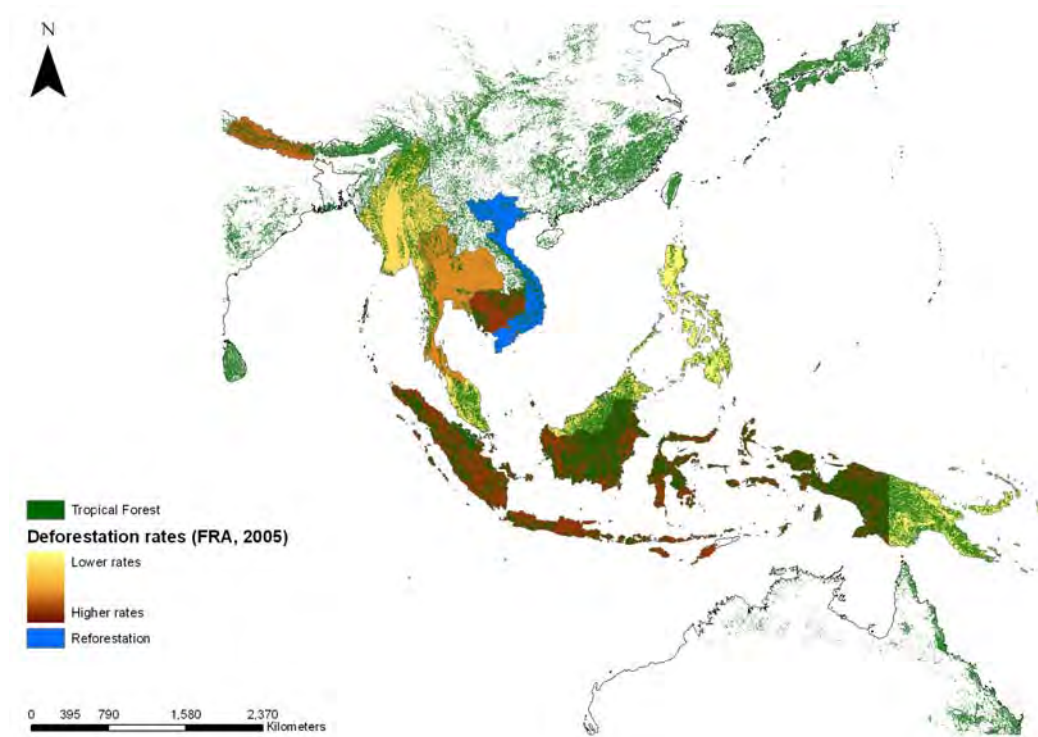 N
Tropical Forest
Deforestation rates (FRA, 2005)
Lower rates
Higher rates
Reforestation
0 395 790 1,580 2,370
Kilometers